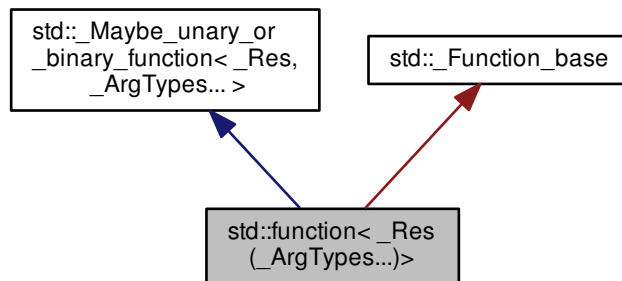 std::_Maybe_unary_or
_binary_function< _Res,
_ArgTypes... >
std::_Function_base
std::function< _Res
(_ArgTypes...)>